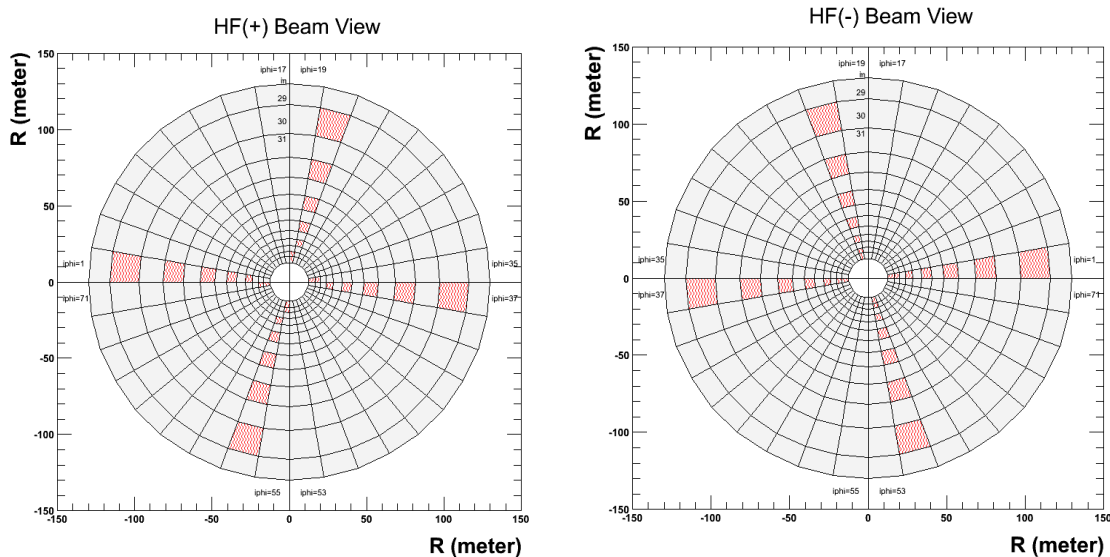 HF(+) Beam View
R (meter)
150
100
50
0
-50
-100
-150
iphi=17
iphi=19
in
29
30
31
iphi=1
iphi=71
iphi=35
iphi=37
iphi=55
iphi=53
-150
-100
-50
0
50
100
150
R (meter)
HF(-) Beam View
R (meter)
150
100
50
0
-50
-100
-150
iphi=19
iphi=17
in
29
30
31
iphi=35
iphi=37
iphi=1
iphi=71
iphi=55
iphi=53
-150
-100
-50
0
50
100
150
R (meter)